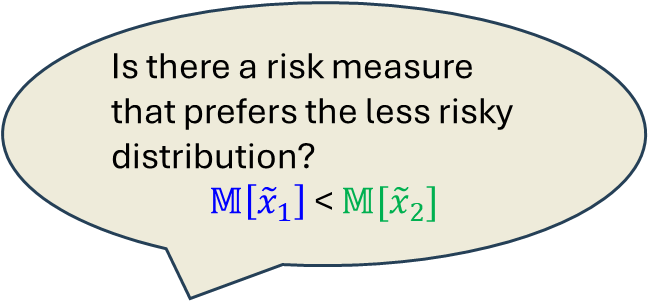 Is there a risk measure
that prefers the less risky
distribution?
𝕄[x̃₁] < 𝕄[x̃₂]